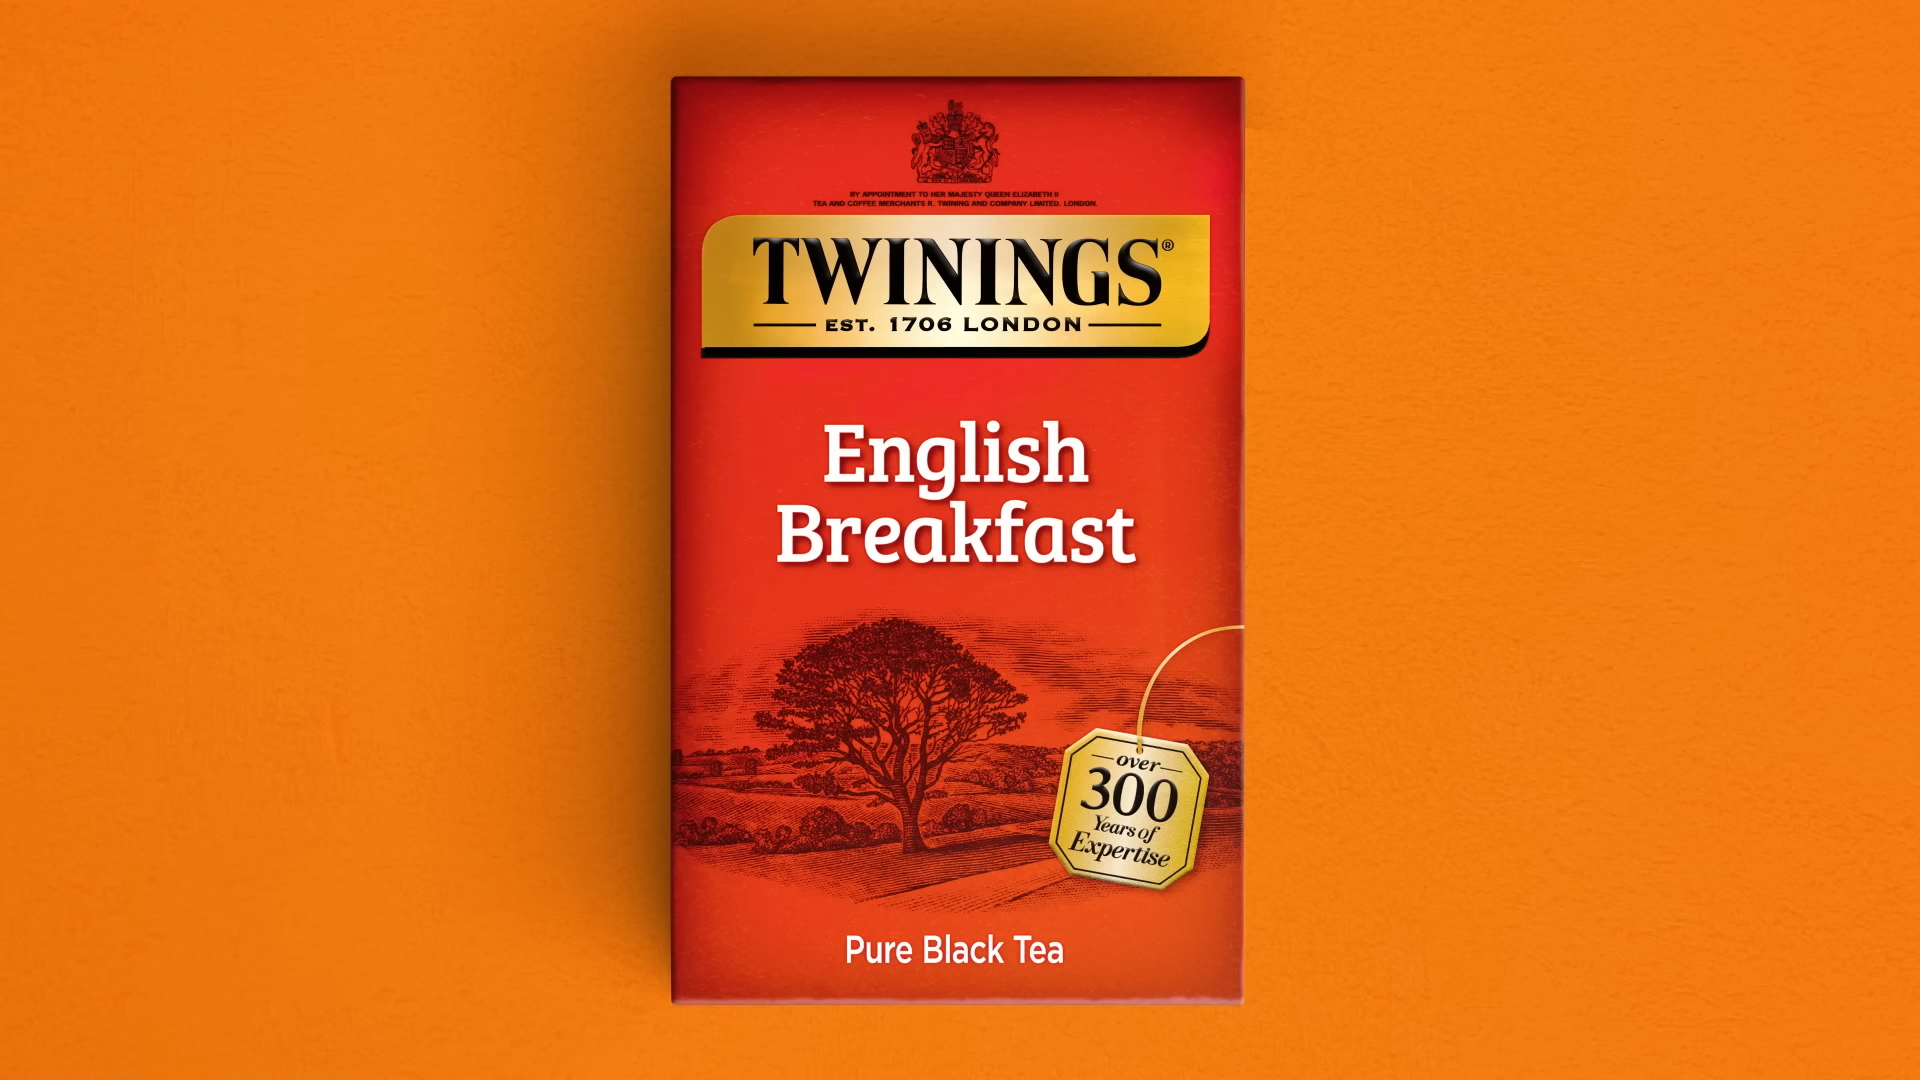 BY APPOINTMENT TO HER MAJESTY QUEEN ELIZABETH II
TEA AND COFFEE MERCHANTS R. TWINING AND COMPANY LIMITED. LONDON.
TWININGS®
EST. 1706 LONDON
English
Breakfast
over
300
Years of
Expertise
Pure Black Tea